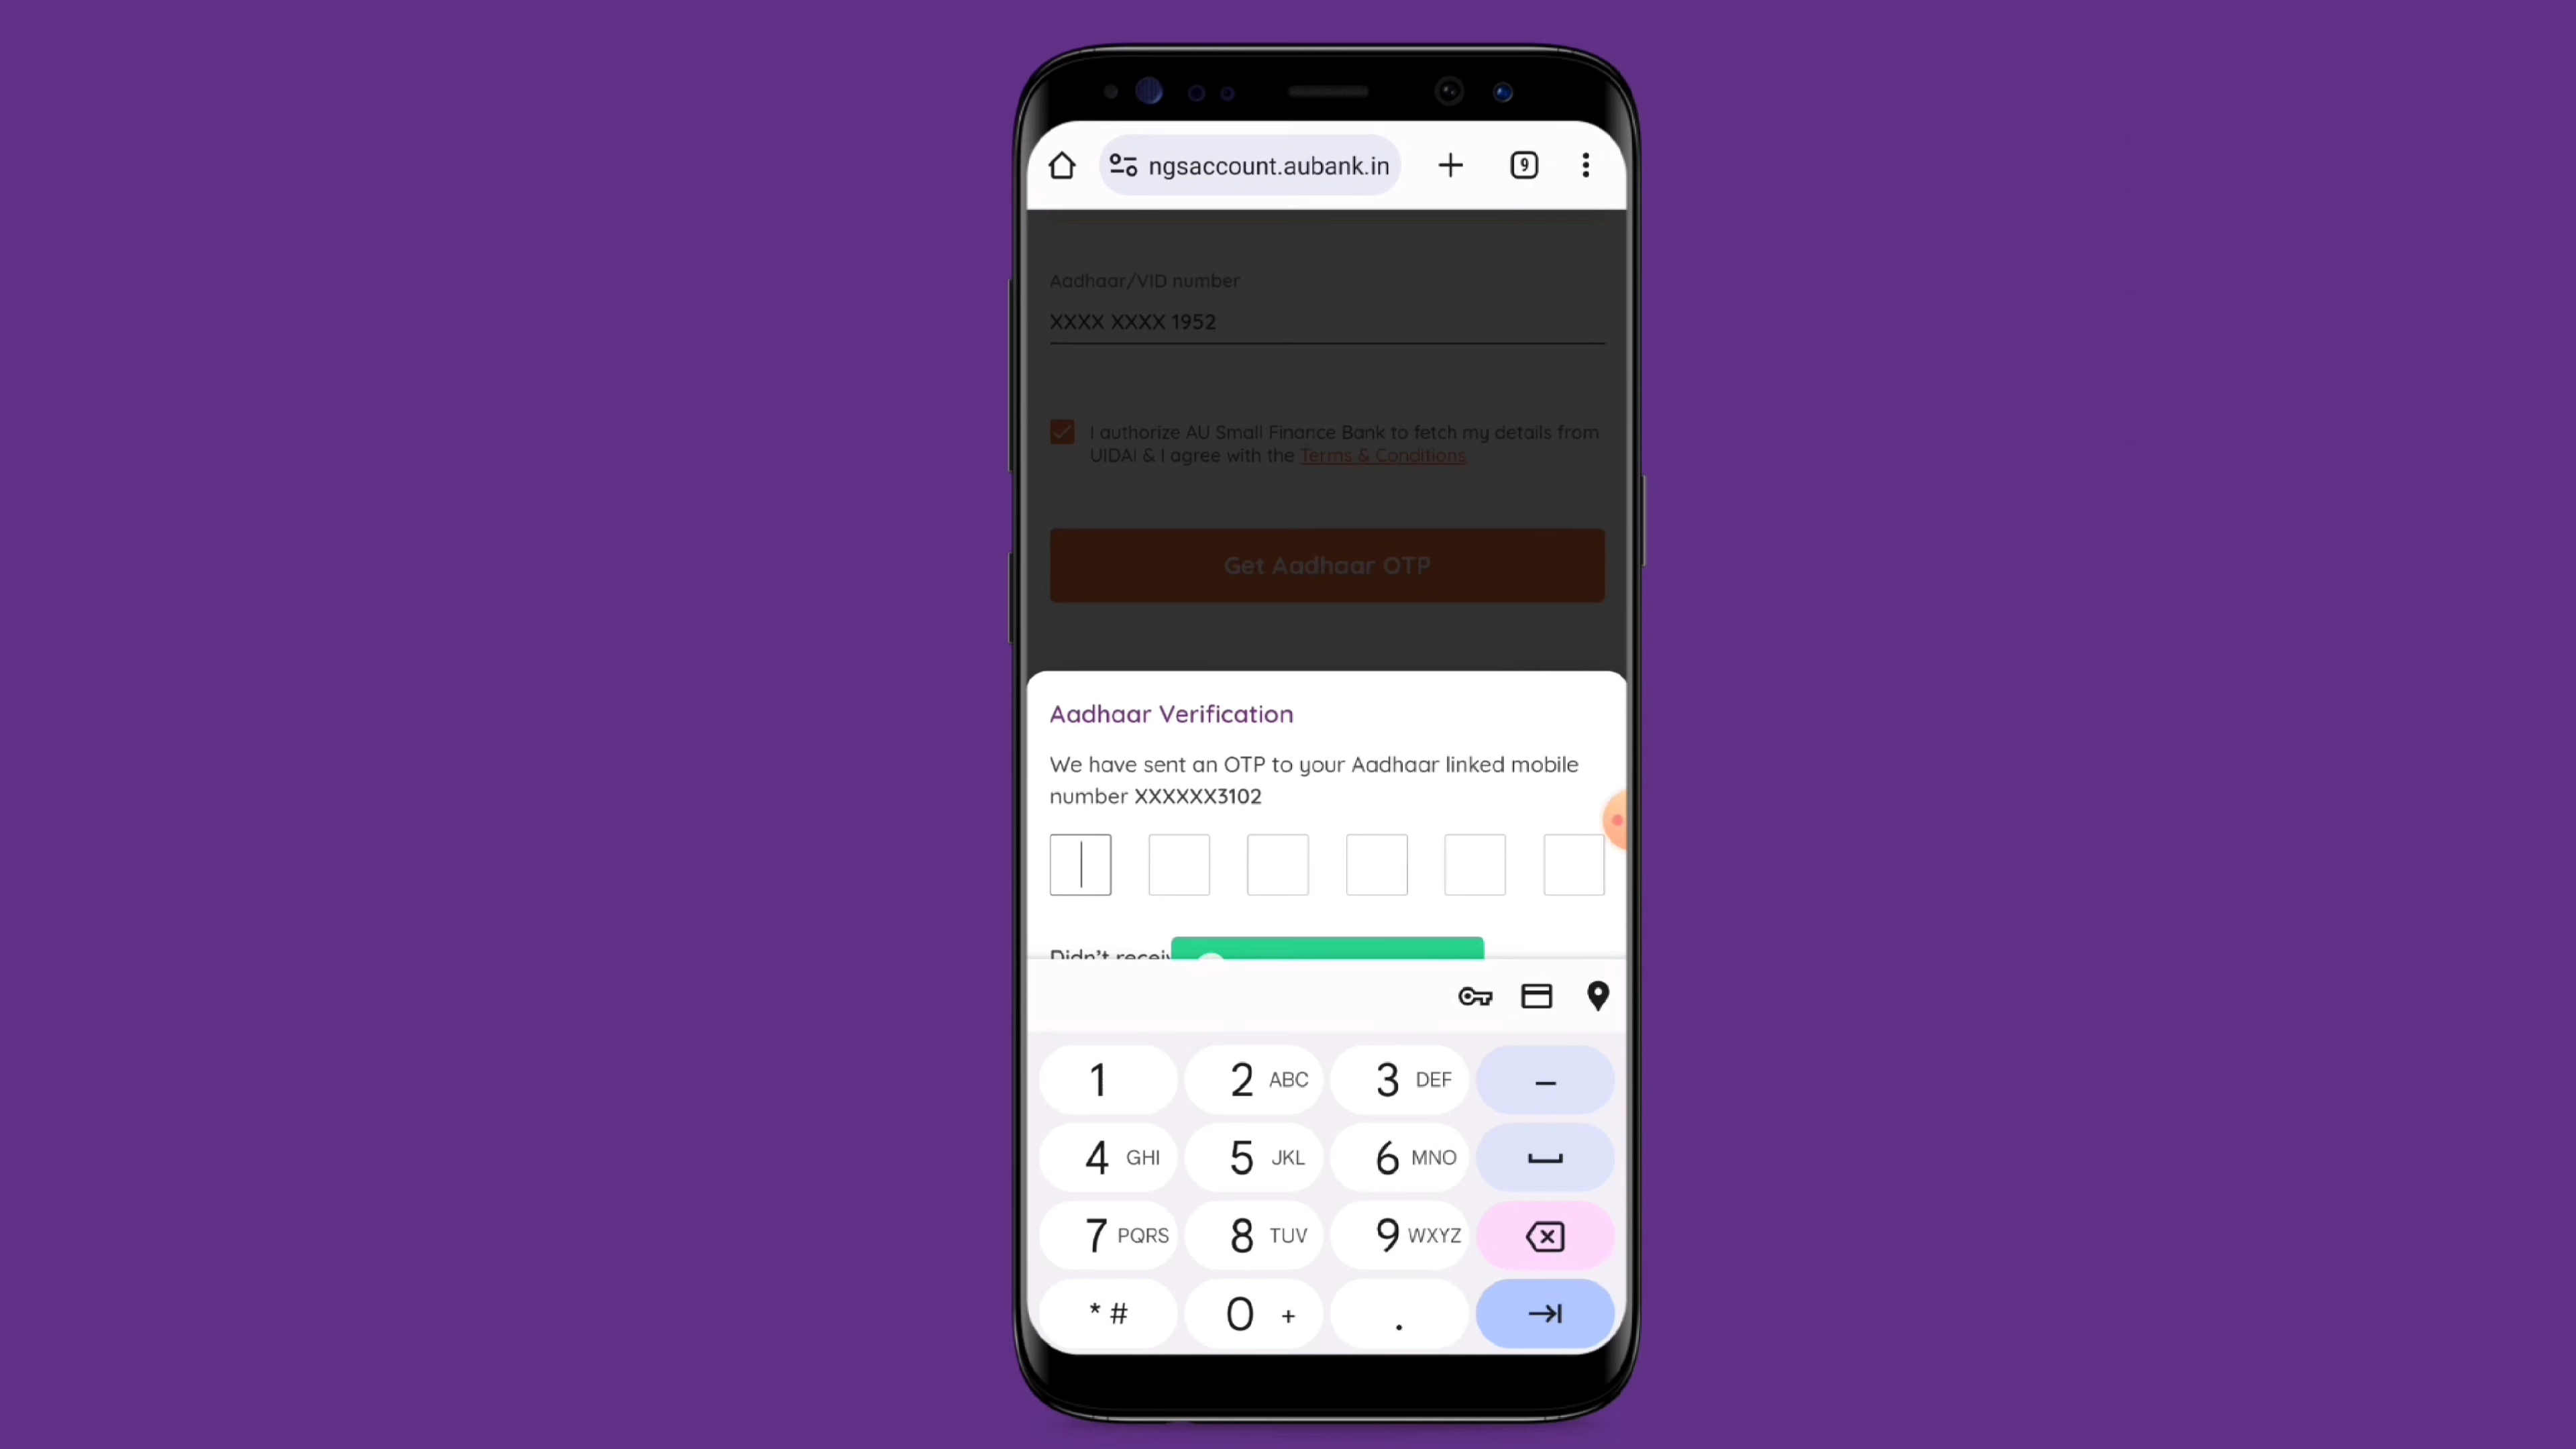 ngsaccount.aubank.in
9
Aadhaar/VID number
XXXX XXXX 1952
I authorize AU Small Finance Bank to fetch my details from
UIDAI & I agree with the Terms & Conditions
Get Aadhaar OTP
Aadhaar Verification
We have sent an OTP to your Aadhaar linked mobile
number XXXXXX3102
Didn't
1
2 ABC
3 DEF
–
4 GHI
5 JKL
6 MNO
7 PQRS
8 TUV
9 WXYZ
* #
0 +
.